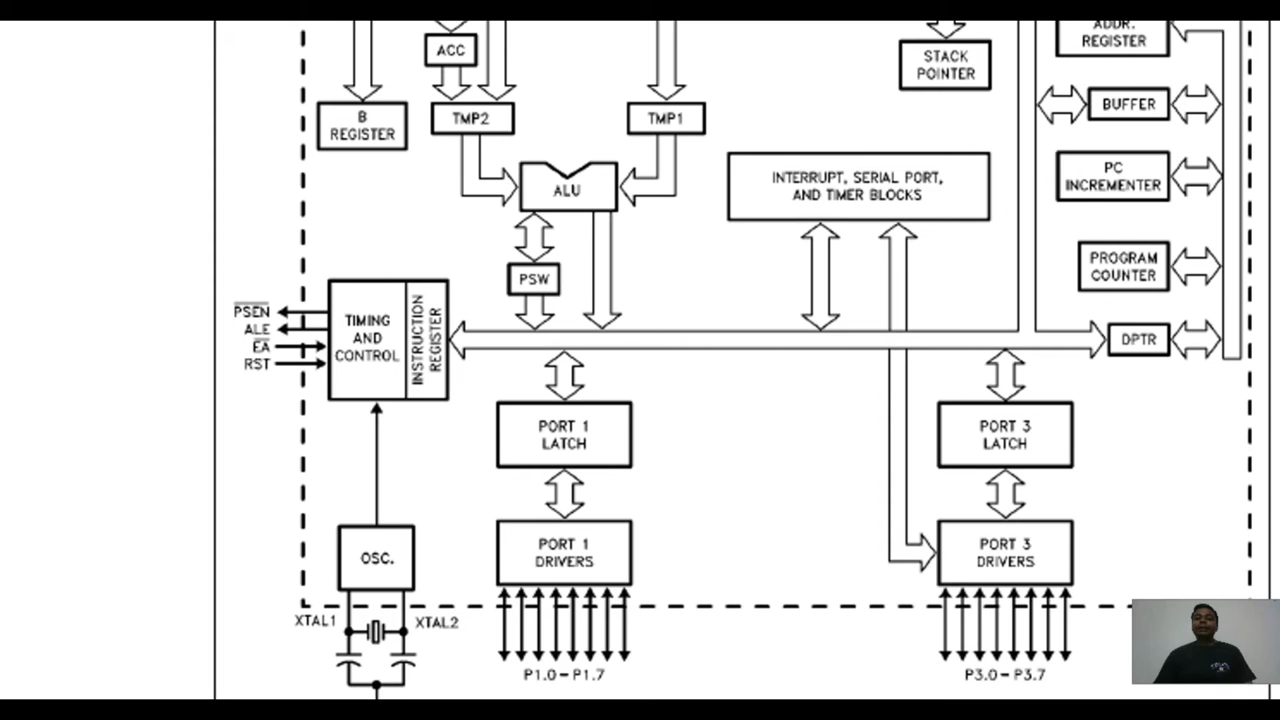 ADDR.
REGISTER
ACC
STACK
POINTER
B
REGISTER
TMP2
TMP1
BUFFER
ALU
INTERRUPT, SERIAL PORT,
AND TIMER BLOCKS
PC
INCREMENTER
PSW
PROGRAM
COUNTER
PSEN
ALE
EA
RST
TIMING
AND
CONTROL
INSTRUCTION
REGISTER
DPTR
PORT 1
LATCH
PORT 3
LATCH
OSC.
PORT 1
DRIVERS
PORT 3
DRIVERS
XTAL1
XTAL2
P1.0–P1.7
P3.0–P3.7